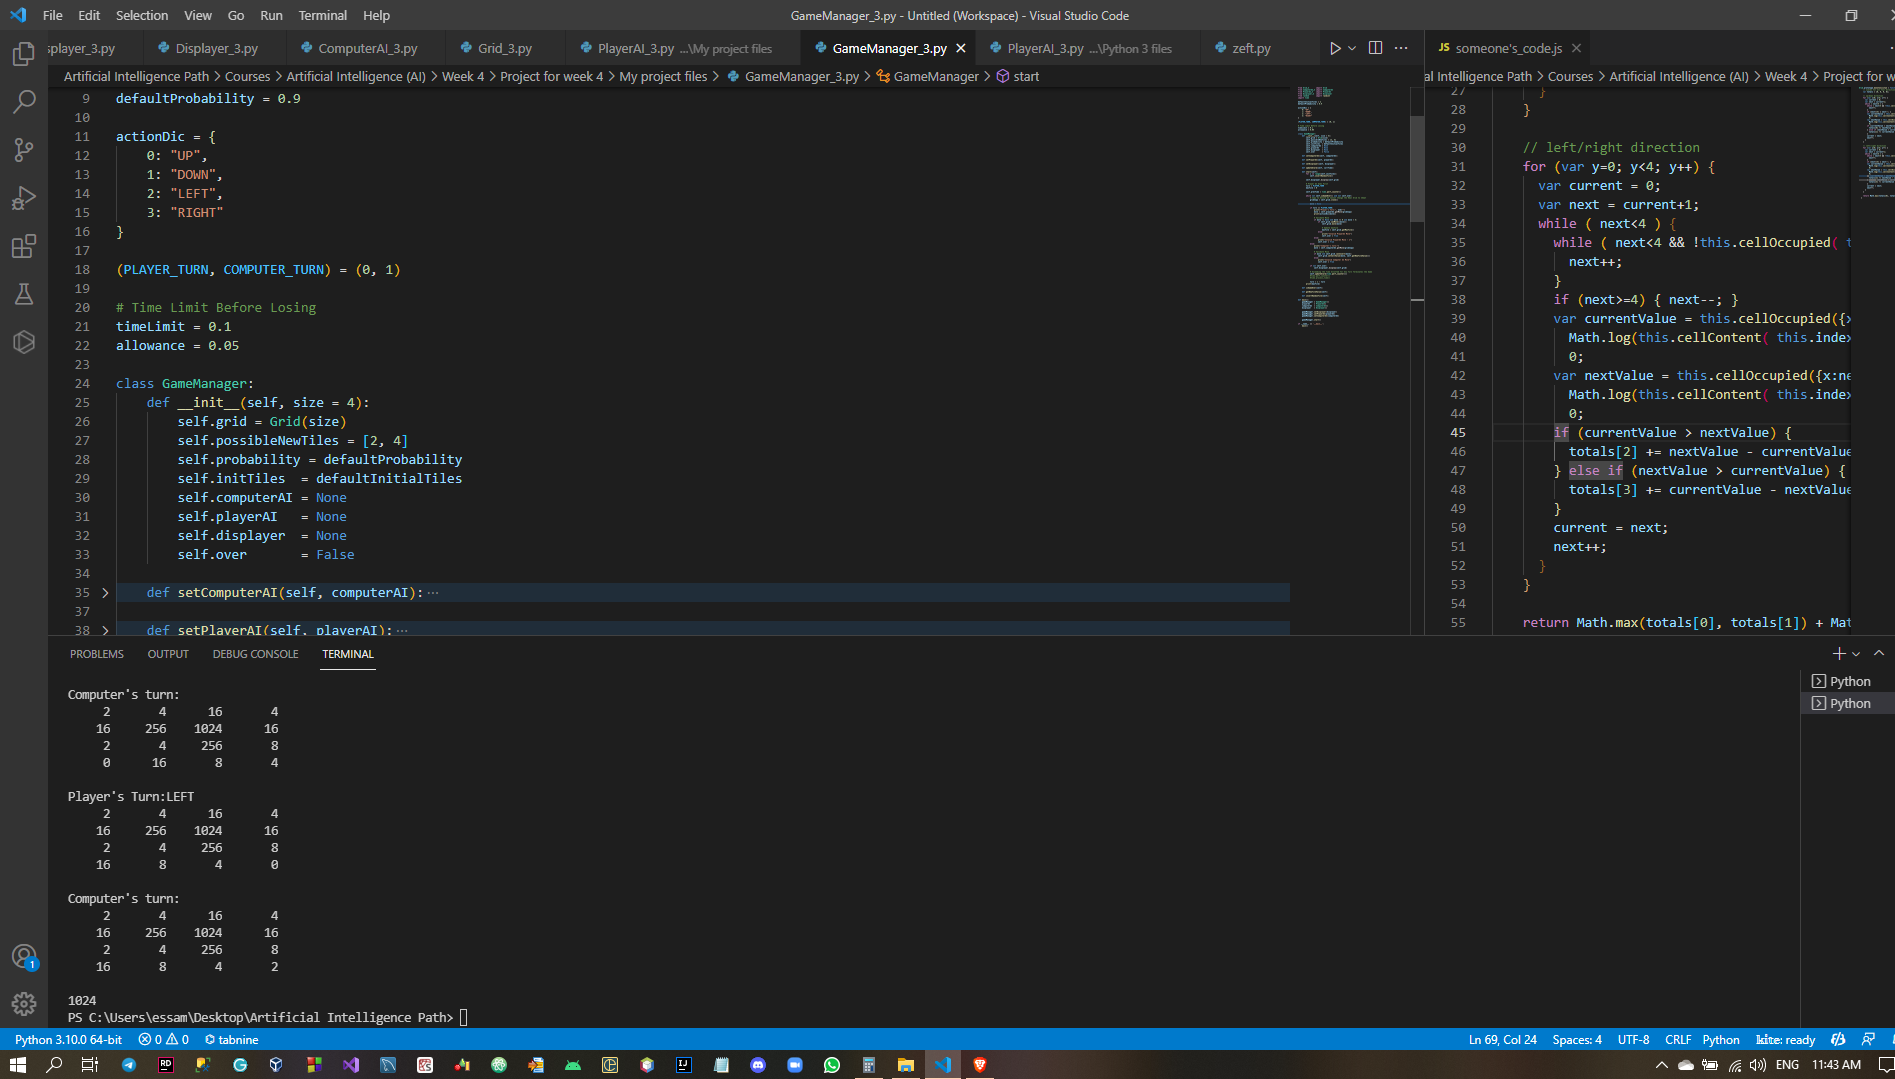 File Edit Selection View Go Run Terminal Help
GameManager_3.py - Untitled (Workspace) - Visual Studio Code
splayer_3.py
Displayer_3.py
ComputerAI_3.py
Grid_3.py
PlayerAI_3.py ...\My project files
GameManager_3.py
PlayerAI_3.py ...\Python 3 files
zeft.py
JS someone's_code.js
Artificial Intelligence Path > Courses > Artificial Intelligence (AI) > Week 4 > Project for week 4 > My project files > GameManager_3.py > GameManager > start
al Intelligence Path > Courses > Artificial Intelligence (AI) > Week 4 > Project for w
9 defaultProbability = 0.9
10
11 actionDic = {
12 0: "UP",
13 1: "DOWN",
14 2: "LEFT",
15 3: "RIGHT"
16 }
17
18 (PLAYER_TURN, COMPUTER_TURN) = (0, 1)
19
20 # Time Limit Before Losing
21 timeLimit = 0.1
22 allowance = 0.05
23
24 class GameManager:
25 def __init__(self, size = 4):
26 self.grid = Grid(size)
27 self.possibleNewTiles = [2, 4]
28 self.probability = defaultProbability
29 self.initTiles  = defaultInitialTiles
30 self.computerAI = None
31 self.playerAI   = None
32 self.displayer  = None
33 self.over       = False
34
35 def setComputerAI(self, computerAI):···
37
38 def setPlayerAI(self, playerAI):···
27 }
28 }
29
30 // left/right direction
31 for (var y=0; y<4; y++) {
32 var current = 0;
33 var next = current+1;
34 while ( next<4 ) {
35 while ( next<4 && !this.cellOccupied( t
36 next++;
37 }
38 if (next>=4) { next--; }
39 var currentValue = this.cellOccupied({x
40 Math.log(this.cellContent( this.index
41 0;
42 var nextValue = this.cellOccupied({x:ne
43 Math.log(this.cellContent( this.index
44 0;
45 if (currentValue > nextValue) {
46 totals[2] += nextValue - currentValue
47 } else if (nextValue > currentValue) {
48 totals[3] += currentValue - nextValue
49 }
50 current = next;
51 next++;
52 }
53 }
54
55 return Math.max(totals[0], totals[1]) + Mat
PROBLEMS OUTPUT DEBUG CONSOLE TERMINAL
Computer's turn:
2 4 16 4
16 256 1024 16
2 4 256 8
0 16 8 4
Player's Turn:LEFT
2 4 16 4
16 256 1024 16
2 4 256 8
16 8 4 0
Computer's turn:
2 4 16 4
16 256 1024 16
2 4 256 8
16 8 4 2
1024
PS C:\Users\essam\Desktop\Artificial Intelligence Path>
Python
Python
1
Python 3.10.0 64-bit 0 0 tabnine
Ln 69, Col 24 Spaces: 4 UTF-8 CRLF Python kite: ready
ENG 11:43 AM